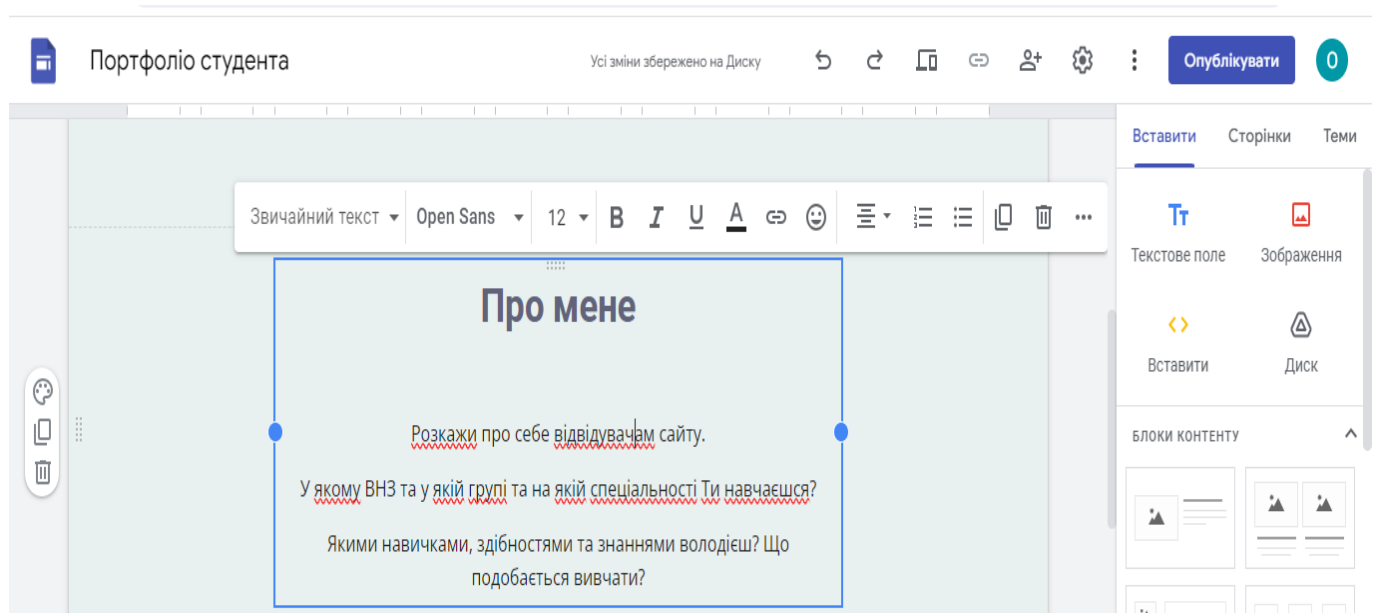 Портфоліо студента
Усі зміни збережено на Диску
Опублікувати
O
Вставити Сторінки Теми
Звичайний текст Open Sans 12 B I U A
Текстове поле Зображення
Вставити Диск
БЛОКИ КОНТЕНТУ
Про мене
Розкажи про себе відвідувачам сайту.
У якому ВНЗ та у якій групі та на якій спеціальності Ти навчаєшся?
Якими навичками, здібностями та знаннями володієш? Що
подобається вивчати?